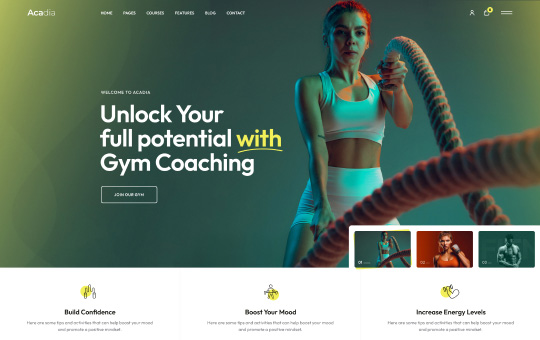 Acadia
HOME PAGES COURSES FEATURES BLOG CONTACT
WELCOME TO ACADIA
Unlock Your
full potential with
Gym Coaching
JOIN OUR GYM
01
02
03
Build Confidence
Here are some tips and activities that can help boost your mood
and promote a positive mindset.
Boost Your Mood
Here are some tips and activities that can help boost your mood
and promote a positive mindset.
Increase Energy Levels
Here are some tips and activities that can help boost your mood
and promote a positive mindset.